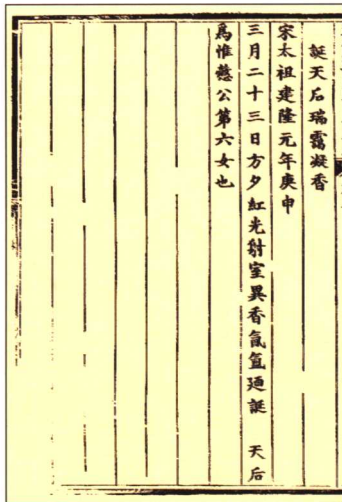 誕天后瑞靄凝香
宋太祖建隆元年庚申
三月二十三日方夕紅光射室異香氤氳廼誕 天后
為惟慤公第六女也